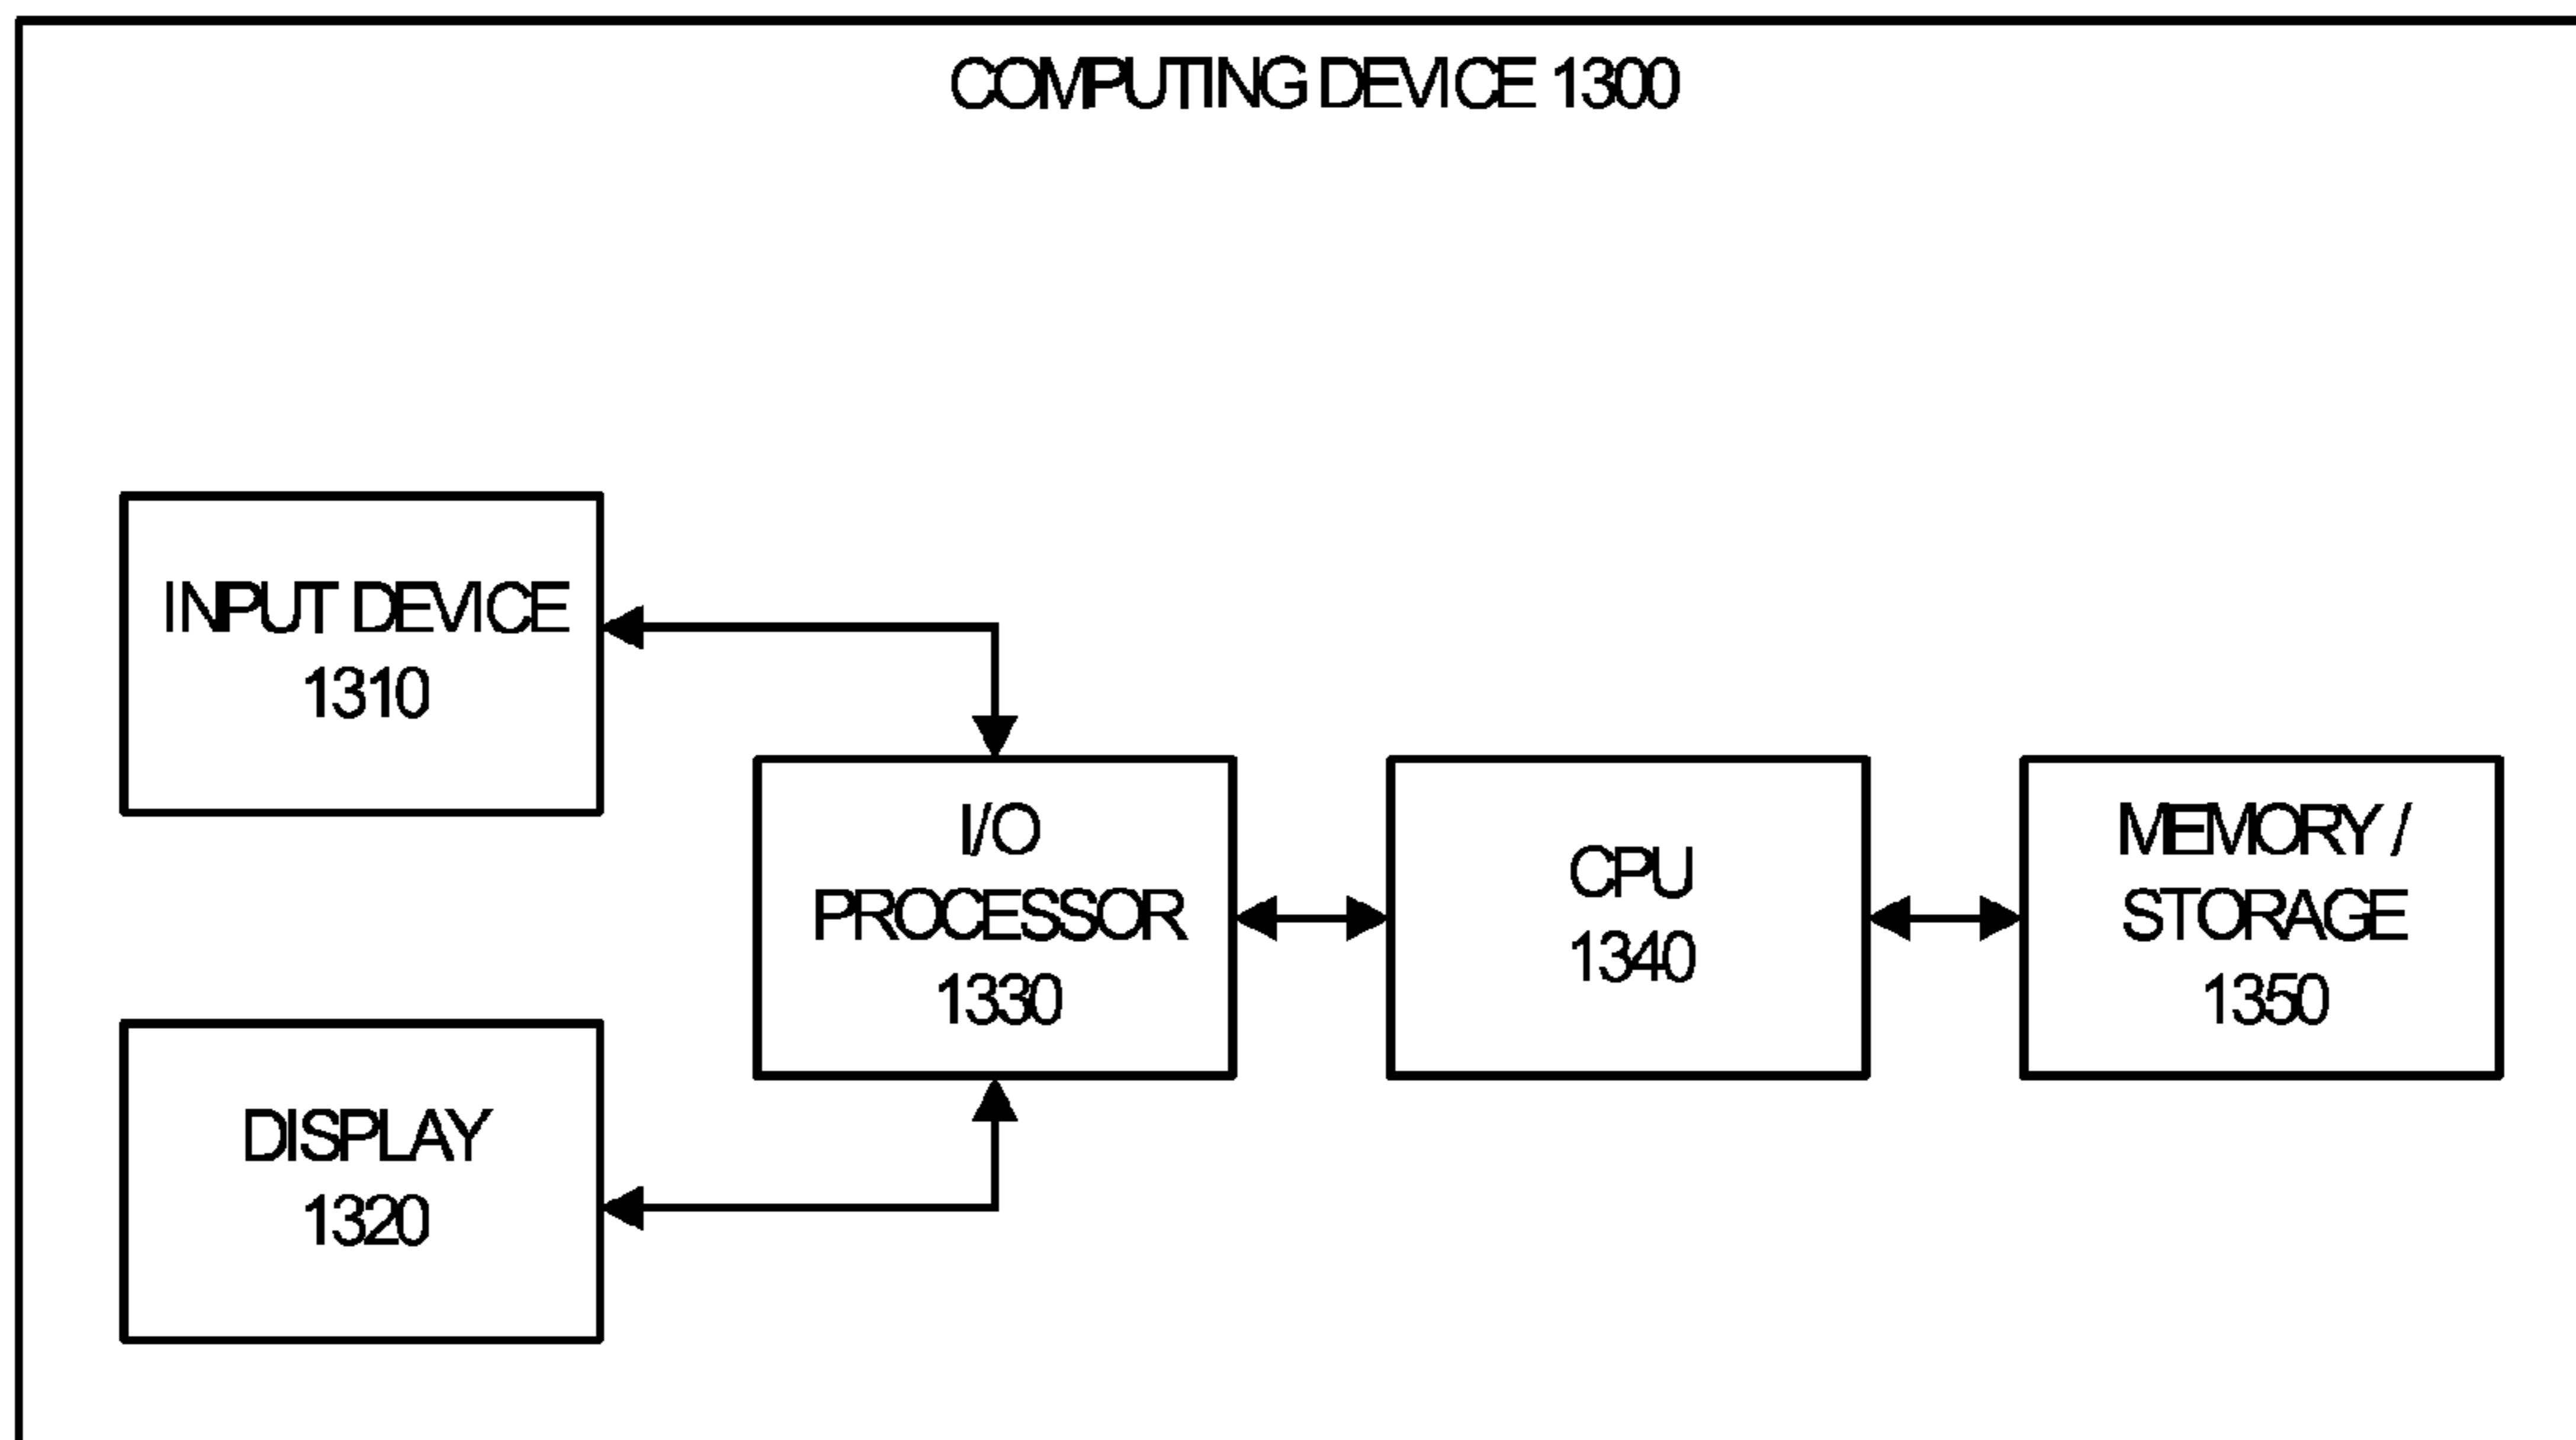 COMPUTING DEVICE 1300
INPUT DEVICE
1310
I/O
PROCESSOR
1330
CPU
1340
MEMORY /
STORAGE
1350
DISPLAY
1320